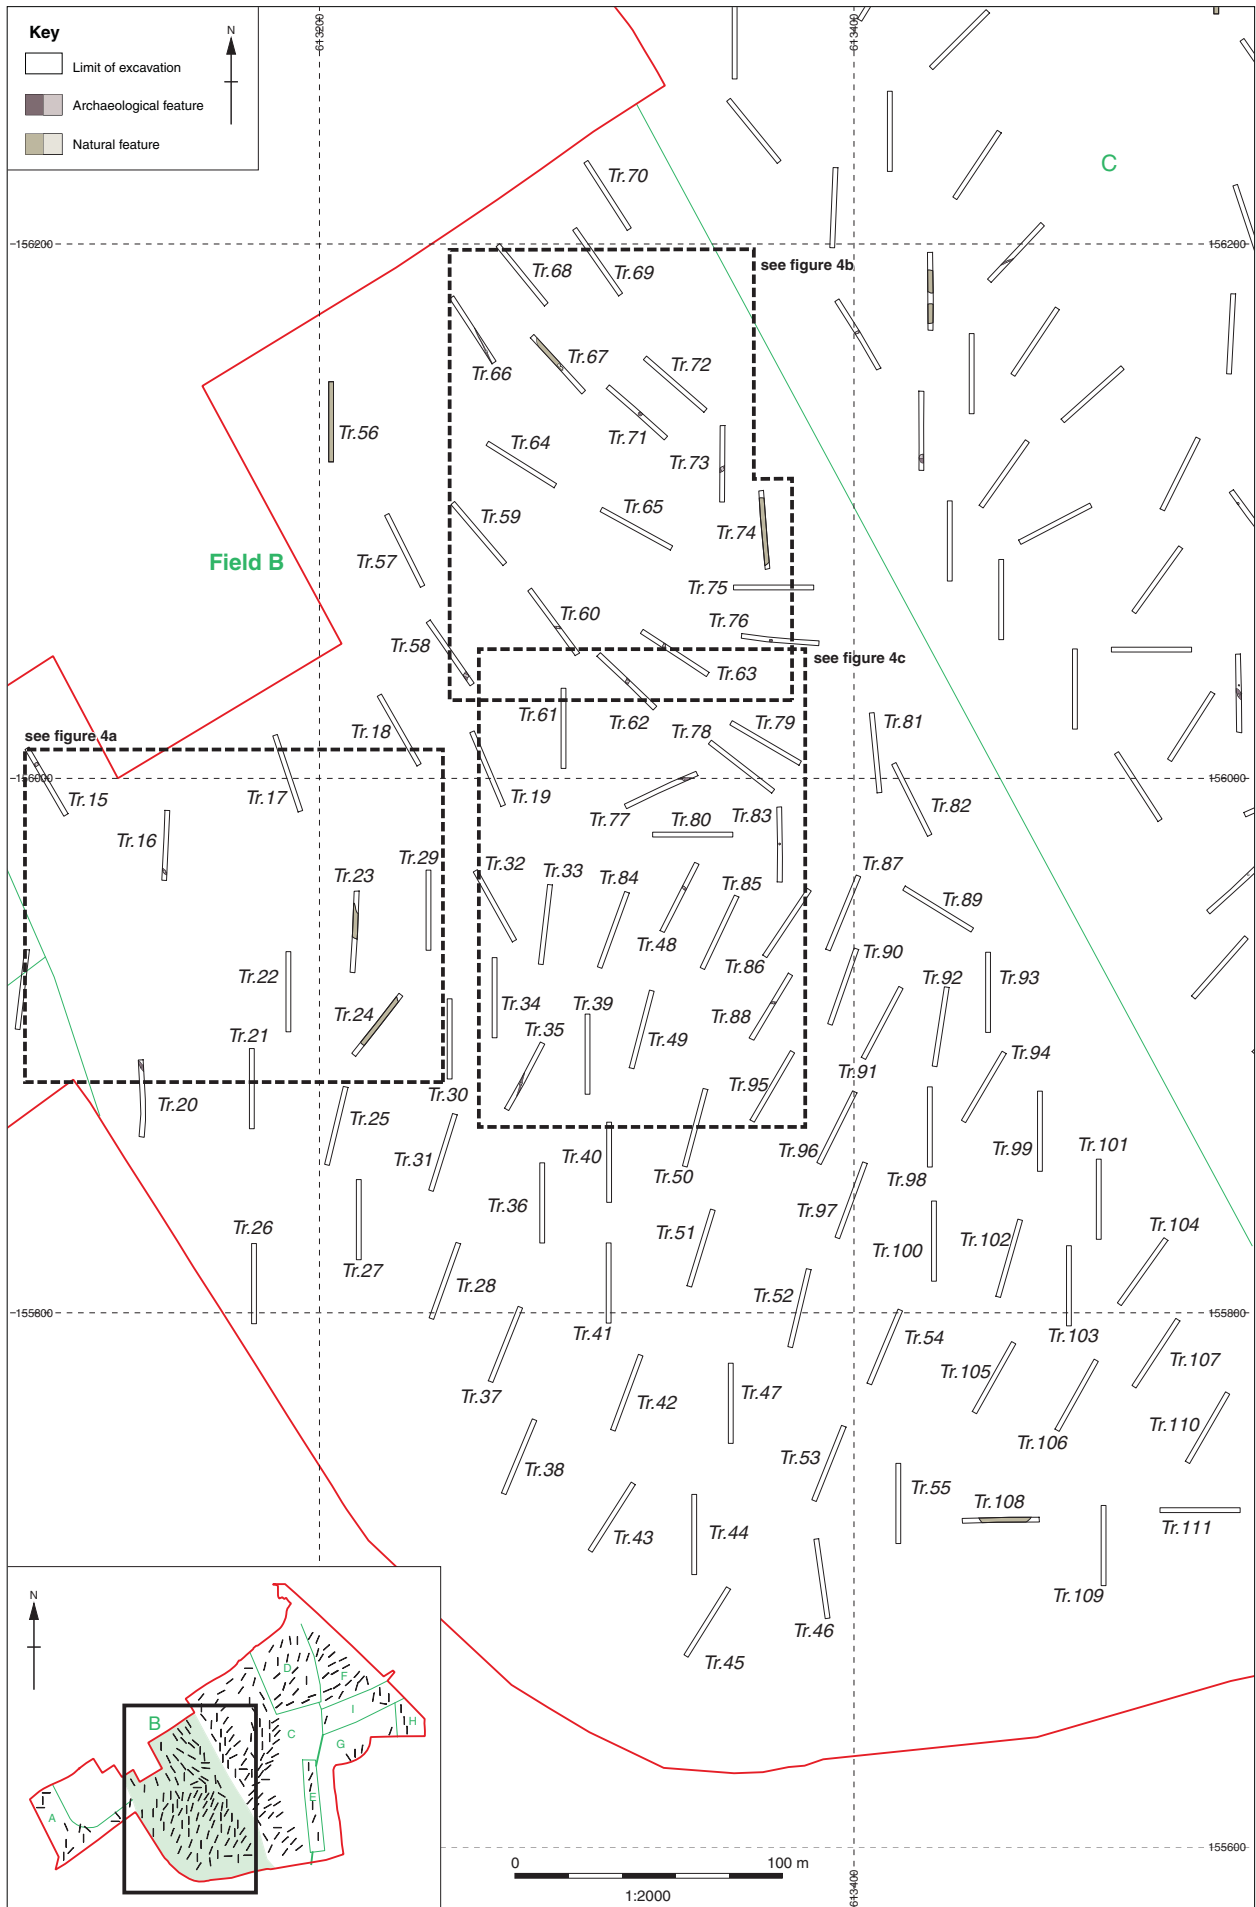 Key
N
Limit of excavation
Archaeological feature
Natural feature
613200
613400
C
Tr.70
156200
156200
see figure 4b
Tr.68
Tr.69
Tr.66
Tr.67
Tr.72
Tr.71
Tr.56
Tr.64
Tr.73
Tr.59
Tr.65
Tr.74
Field B
Tr.57
Tr.75
Tr.60
Tr.76
Tr.58
see figure 4c
Tr.63
Tr.61
Tr.62
Tr.18
Tr.78
Tr.79
Tr.81
see figure 4a
156000
156000
Tr.15
Tr.17
Tr.19
Tr.77
Tr.82
Tr.16
Tr.80
Tr.83
Tr.29
Tr.32
Tr.33
Tr.84
Tr.85
Tr.87
Tr.23
Tr.89
Tr.48
Tr.86
Tr.90
Tr.22
Tr.92
Tr.93
Tr.24
Tr.34
Tr.39
Tr.88
Tr.21
Tr.35
Tr.49
Tr.94
Tr.91
Tr.95
Tr.30
Tr.20
Tr.25
Tr.31
Tr.40
Tr.96
Tr.99
Tr.101
Tr.50
Tr.98
Tr.36
Tr.97
Tr.26
Tr.51
Tr.100
Tr.102
Tr.104
Tr.27
Tr.28
Tr.52
155800
155800
Tr.41
Tr.54
Tr.103
Tr.107
Tr.37
Tr.105
Tr.42
Tr.47
Tr.110
Tr.106
Tr.53
Tr.38
Tr.55
Tr.108
Tr.43
Tr.44
Tr.111
Tr.109
Tr.46
Tr.45
N
D
F
I
H
B
C
G
E
A
155600
0
100 m
1:2000
613400